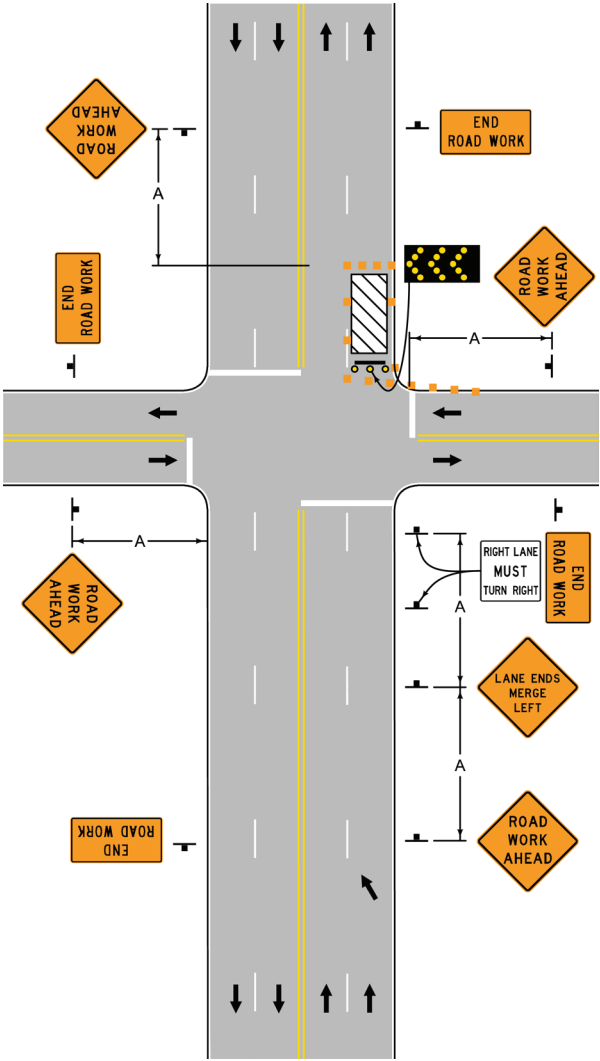 ROAD
WORK
AHEAD
END
ROAD WORK
A
END
ROAD WORK
ROAD
WORK
AHEAD
A
A
ROAD
WORK
AHEAD
RIGHT LANE
MUST
TURN RIGHT
END
ROAD WORK
A
LANE ENDS
MERGE
LEFT
A
END
ROAD WORK
ROAD
WORK
AHEAD